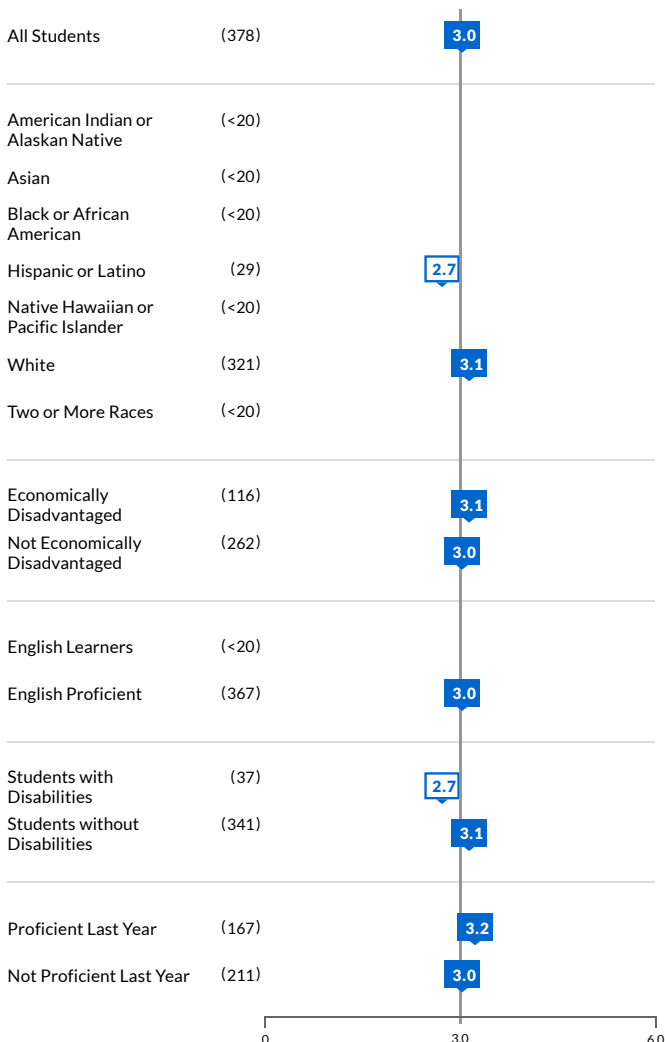 All Students (378) 3.0
American Indian or (<20)
Alaskan Native
Asian (<20)
Black or African (<20)
American
Hispanic or Latino (29) 2.7
Native Hawaiian or (<20)
Pacific Islander
White (321) 3.1
Two or More Races (<20)
Economically (116) 3.1
Disadvantaged
Not Economically (262) 3.0
Disadvantaged
English Learners (<20)
English Proficient (367) 3.0
Students with (37) 2.7
Disabilities
Students without (341) 3.1
Disabilities
Proficient Last Year (167) 3.2
Not Proficient Last Year (211) 3.0
0 3.0 6.0